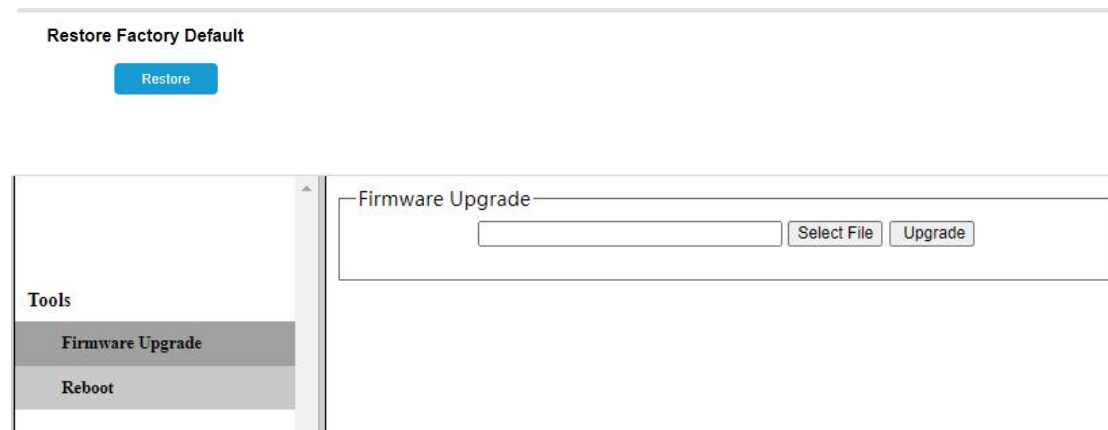 Restore Factory Default
Restore
Firmware Upgrade
Select File Upgrade
Tools
Firmware Upgrade
Reboot